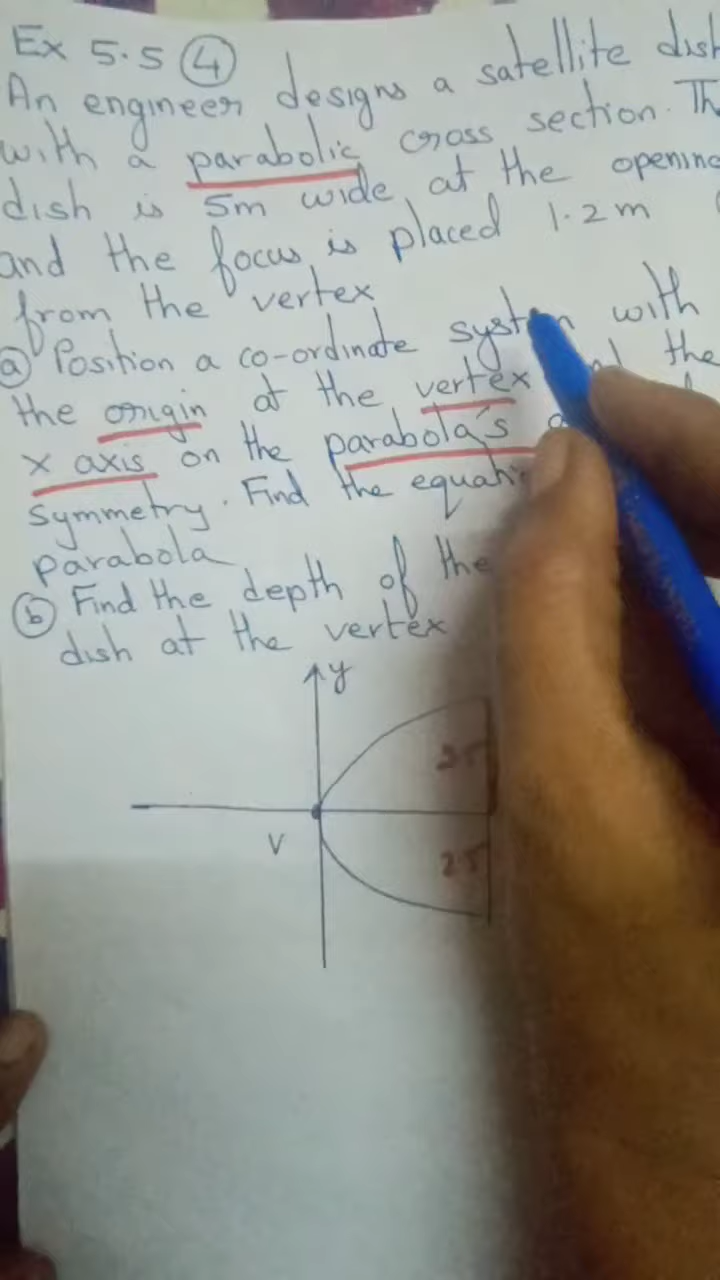 Ex 5.5 4
An engineer designs a satellite dish
with a parabolic cross section. Th
dish is 5m wide at the opening
and the focus is placed 1.2 m
from the vertex
a Position a co-ordinate system with
the origin at the vertex the
x axis on the parabola's
symmetry. Find the equati
parabola
b Find the depth of the
dish at the vertex
y
2.5
V
2.5